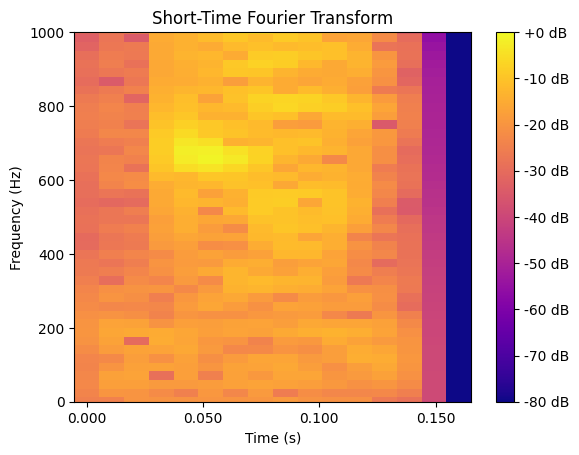 Short-Time Fourier Transform
1000
800
600
400
200
0
Frequency (Hz)
0.000
0.050
0.100
0.150
Time (s)
+0 dB
-10 dB
-20 dB
-30 dB
-40 dB
-50 dB
-60 dB
-70 dB
-80 dB